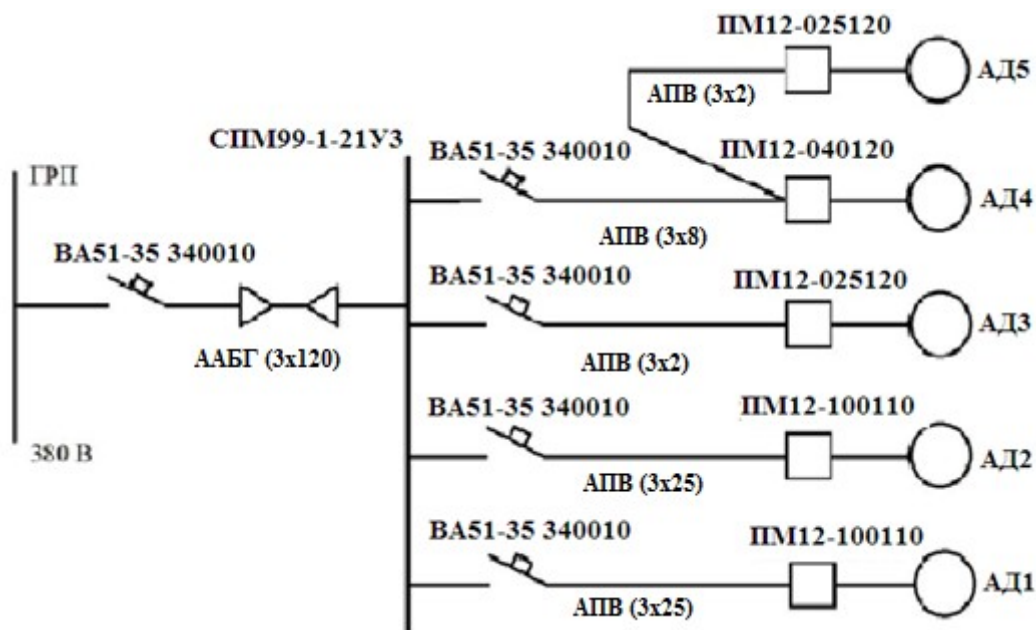 ПМ12-025120
АД5
АПВ (3х2)
СПМ99-1-21У3
ВА51-35 340010
ПМ12-040120
АД4
ГРП
АПВ (3х8)
ВА51-35 340010
ВА51-35 340010
ПМ12-025120
АД3
ААБГ (3х120)
АПВ (3х2)
ВА51-35 340010
ПМ12-100110
380 В
АД2
АПВ (3х25)
ВА51-35 340010
ПМ12-100110
АД1
АПВ (3х25)